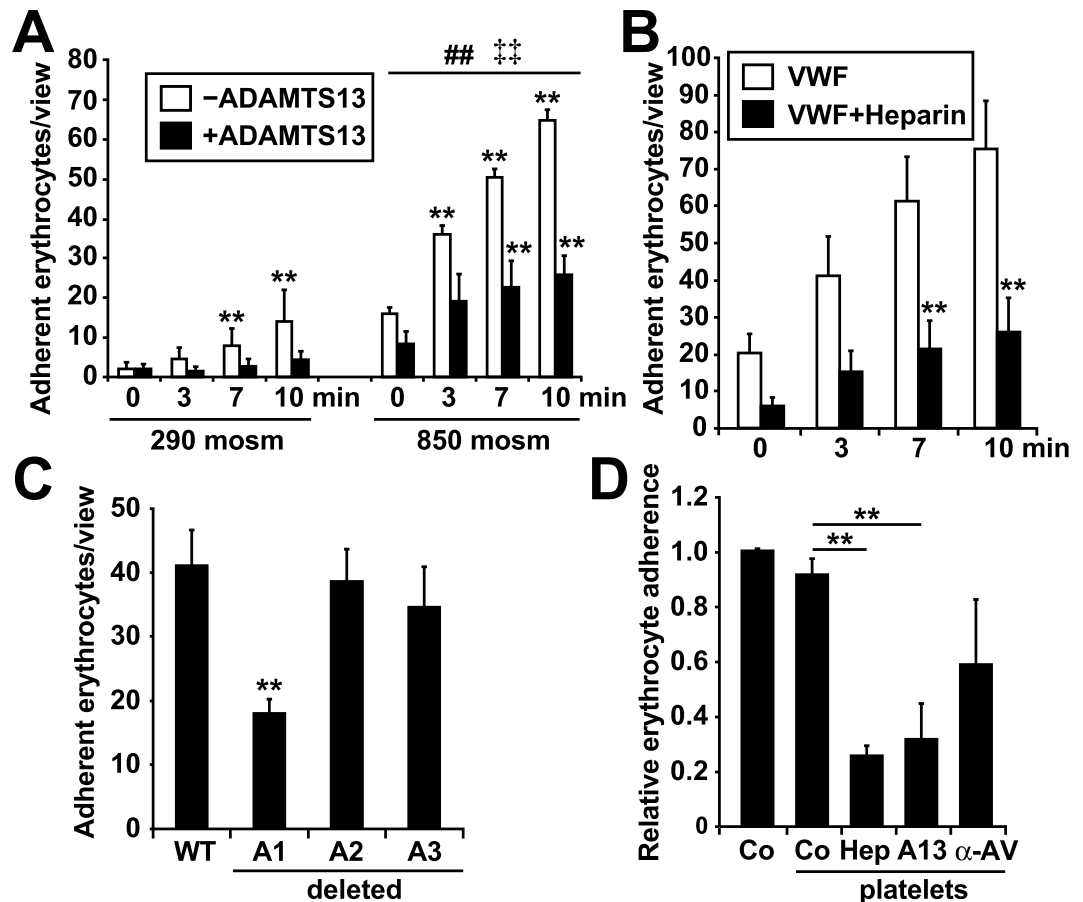 A
Adherent erythrocytes/view
80
70
60
50
40
30
20
10
0
−ADAMTS13
+ADAMTS13
## ‡‡
**
**
**
**
**
**
**
0 3 7 10 min
0 3 7 10 min
290 mosm
850 mosm
B
Adherent erythrocytes/view
100
90
80
70
60
50
40
30
20
10
0
VWF
VWF+Heparin
**
**
0 3 7 10 min
C
Adherent erythrocytes/view
50
40
30
20
10
0
**
WT A1 A2 A3
deleted
D
Relative erythrocyte adherence
1.2
1.0
0.8
0.6
0.4
0.2
0
**
**
Co Co Hep A13 α-AV
platelets